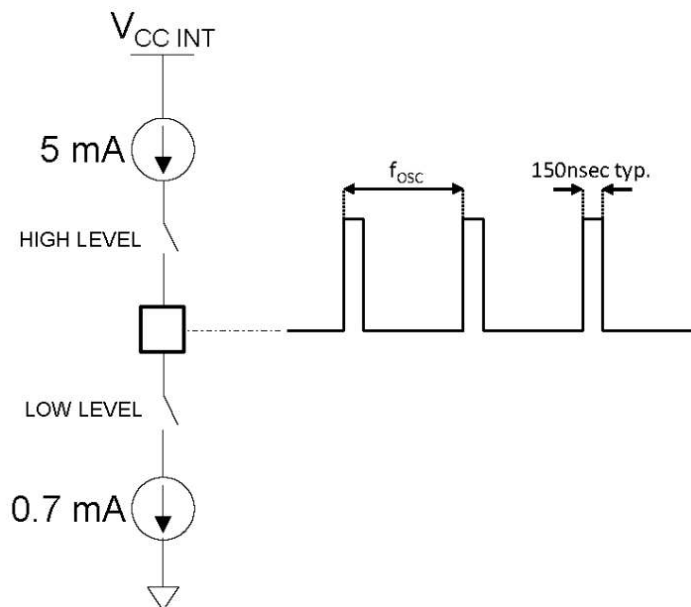 VCC INT
5 mA
fOSC
150nsec typ.
HIGH LEVEL
LOW LEVEL
0.7 mA